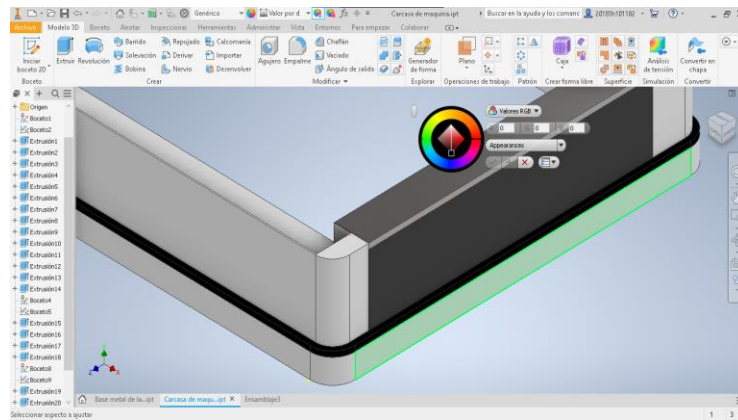 Genérico
Valor por d
Carcasa de maquina.ipt
Buscar en la ayuda y los comanc
2018Sh101182
Archivo Modelo 3D Boceto Anotar Inspeccionar Herramientas Administrar Vista Entornos Para empezar Colaborar
Iniciar boceto 2D
Extruir
Revolución
Barrido
Solevación
Bobina
Repujado
Derivar
Nervio
Calcomanía
Importar
Desenvolver
Agujero
Empalme
Chaflán
Vaciado
Ángulo de salida
Generador de forma
Plano
Caja
Análisis de tensión
Convertir en chapa
Boceto
Crear
Modificar
Explorar
Operaciones de trabajo
Patrón
Crear forma libre
Superficie
Simulación
Convertir
Origen
Boceto1
Boceto2
Extrusión1
Extrusión2
Extrusión3
Extrusión4
Extrusión5
Extrusión6
Extrusión7
Extrusión8
Extrusión9
Extrusión10
Extrusión11
Extrusión12
Extrusión13
Extrusión14
Boceto4
Boceto5
Extrusión15
Extrusión16
Extrusión17
Extrusión18
Boceto8
Boceto9
Extrusión19
Extrusión20
Valores RGB
0
0
0
Appearances
Base metal de la...ipt
Carcasa de maqu...ipt
Ensamblaje3
Seleccionar aspecto a ajustar
1 3